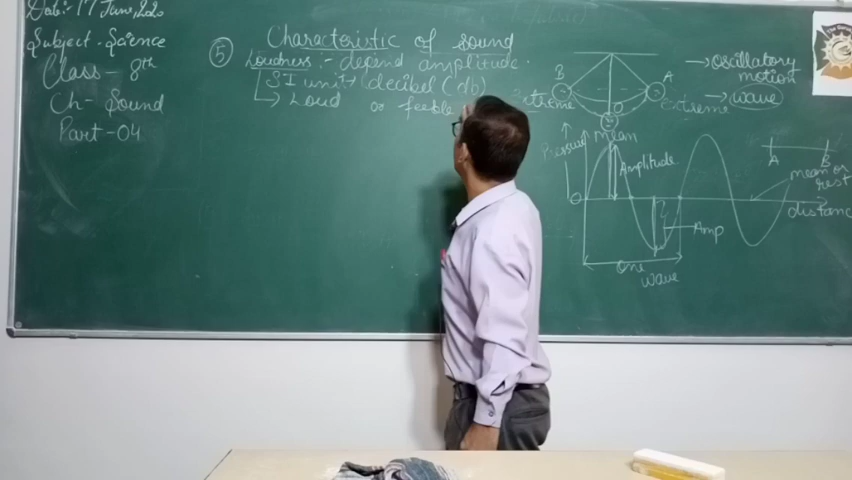 Date:- 17 June, 2020
Subject - Science
Class - 8th
Ch - Sound
Part-04
⑤ Characteristic of sound
Loudness :- depend amplitude.
SI unit → decibel (db)
→ Loud or feeble
B
A
O
extreme
extreme
mean
→ Oscillatory
motion
→ wave
Pressure
Amplitude
O
Amp
One
wave
A B
mean or
rest
distanc